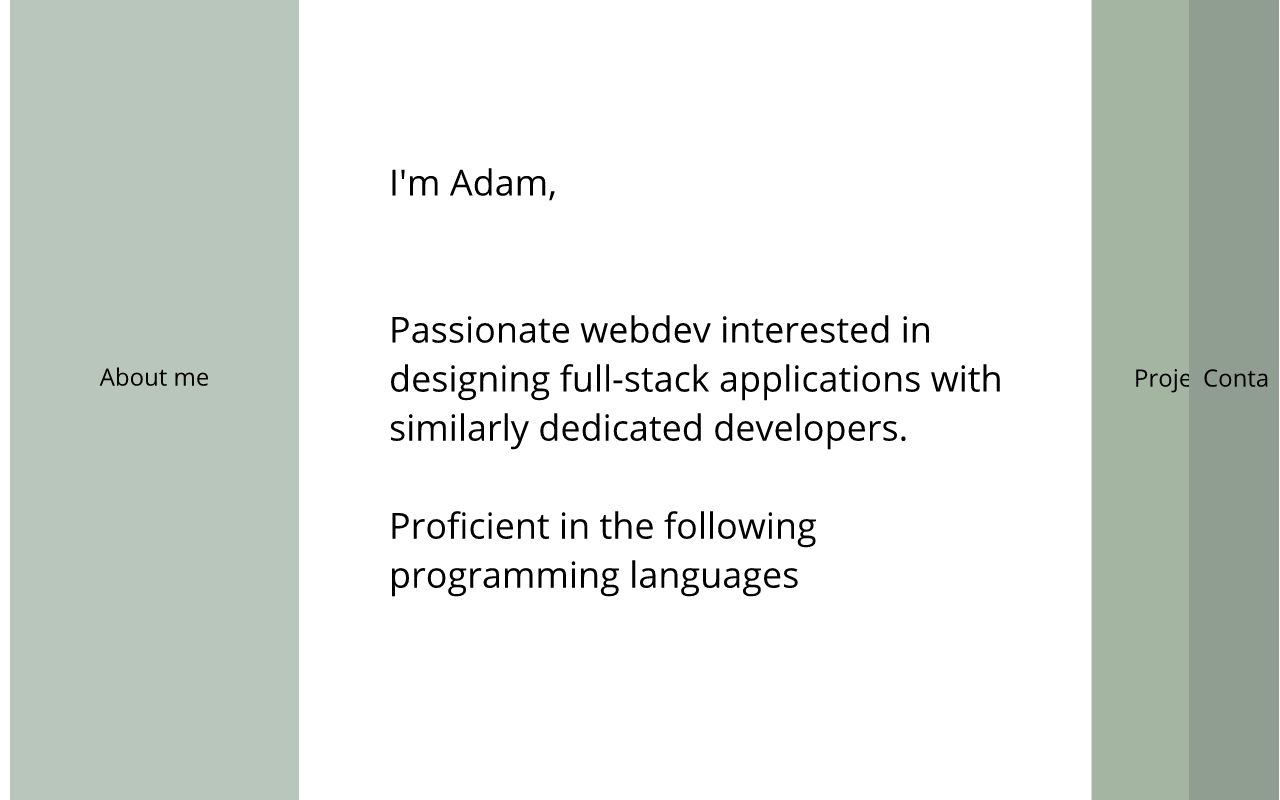 About me
I'm Adam,
Passionate webdev interested in
designing full-stack applications with
similarly dedicated developers.
Proficient in the following
programming languages
Proje
Conta